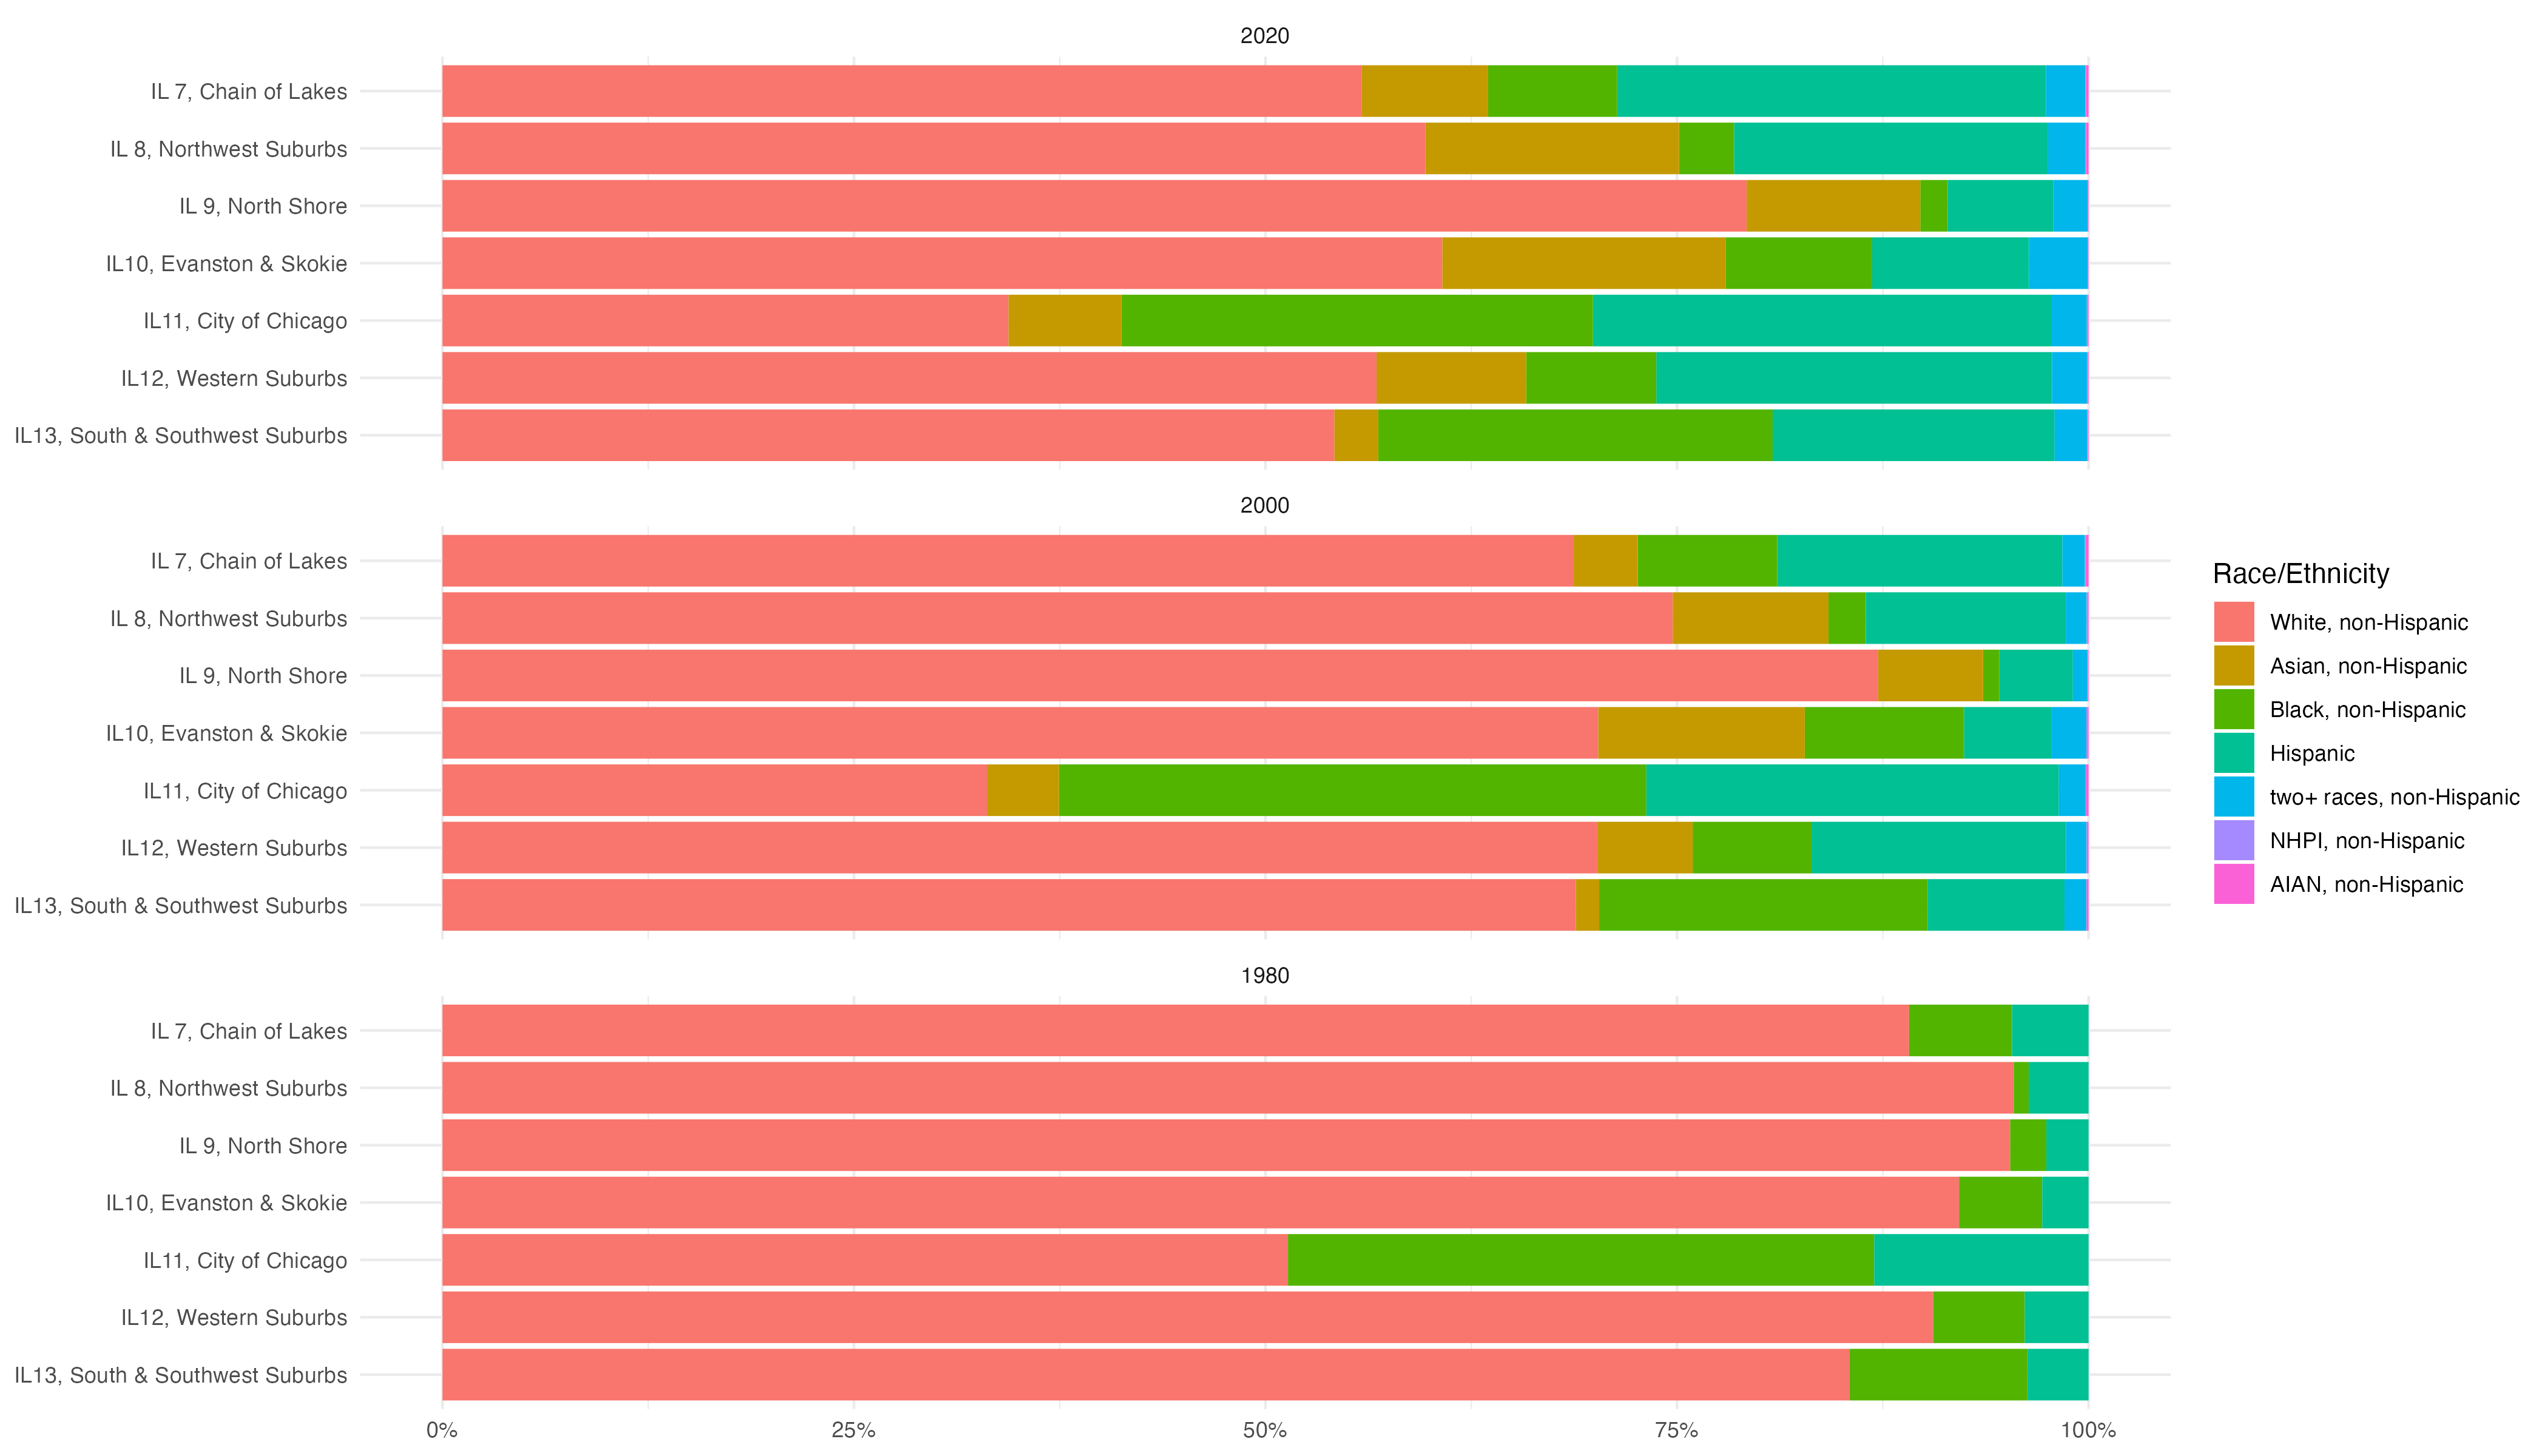 2020
IL 7, Chain of Lakes
IL 8, Northwest Suburbs
IL 9, North Shore
IL10, Evanston & Skokie
IL11, City of Chicago
IL12, Western Suburbs
IL13, South & Southwest Suburbs
2000
IL 7, Chain of Lakes
IL 8, Northwest Suburbs
IL 9, North Shore
IL10, Evanston & Skokie
IL11, City of Chicago
IL12, Western Suburbs
IL13, South & Southwest Suburbs
1980
IL 7, Chain of Lakes
IL 8, Northwest Suburbs
IL 9, North Shore
IL10, Evanston & Skokie
IL11, City of Chicago
IL12, Western Suburbs
IL13, South & Southwest Suburbs
0% 25% 50% 75% 100%
Race/Ethnicity
White, non-Hispanic
Asian, non-Hispanic
Black, non-Hispanic
Hispanic
two+ races, non-Hispanic
NHPI, non-Hispanic
AIAN, non-Hispanic